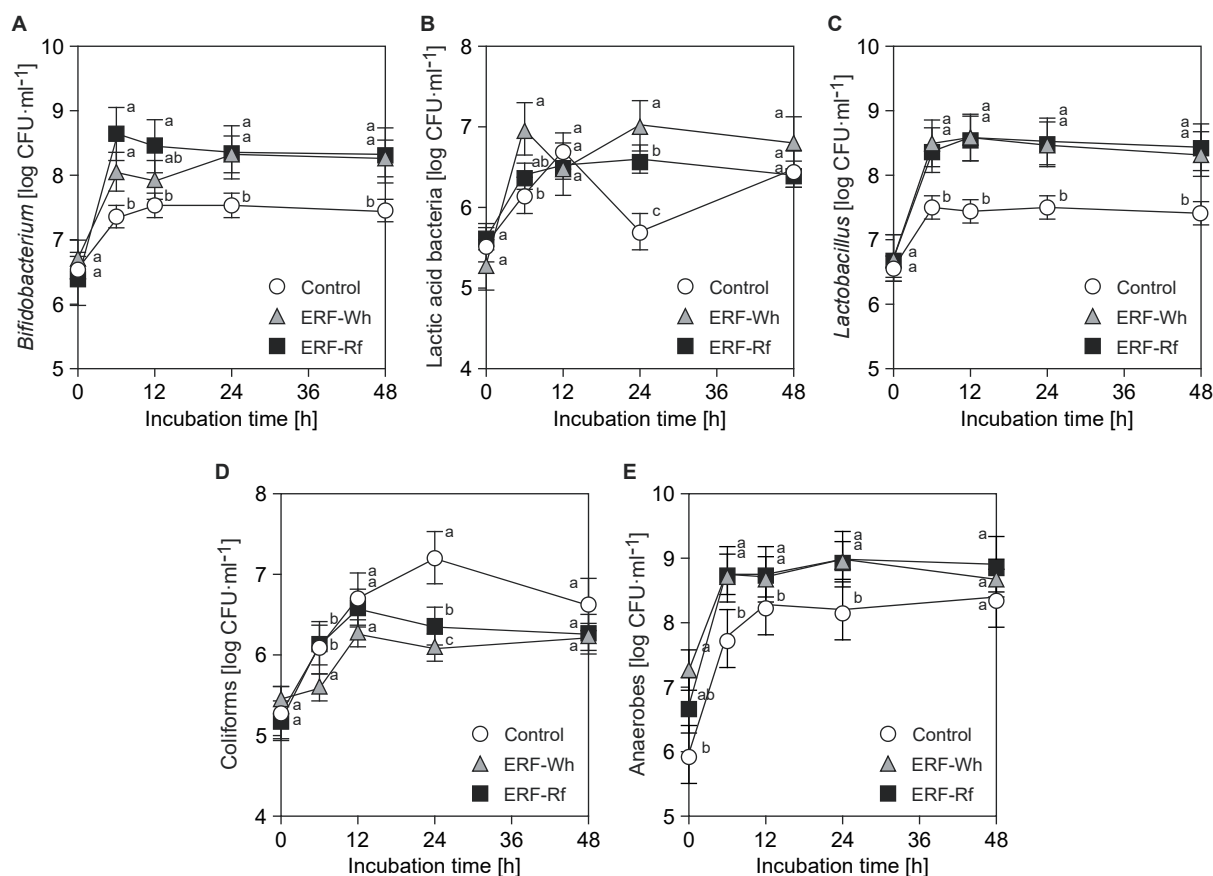 A
10
9
8
7
6
5
Bifidobacterium [log CFU·ml-1]
a
a
a
ab
a
a
a
a
b
b
b
b
a
a
Control
ERF-Wh
ERF-Rf
0 12 24 36 48
Incubation time [h]
B
8
7
6
5
4
Lactic acid bacteria [log CFU·ml-1]
a
a
a
a
ab
a
b
a
b
a
c
a
a
Control
ERF-Wh
ERF-Rf
0 12 24 36 48
Incubation time [h]
C
10
9
8
7
6
5
Lactobacillus [log CFU·ml-1]
a
a
a
a
a
a
a
a
b
b
b
b
a
a
Control
ERF-Wh
ERF-Rf
0 12 24 36 48
Incubation time [h]
D
8
7
6
5
4
Coliforms [log CFU·ml-1]
a
a
a
a
b
b
b
a
c
a
a
a
a
a
Control
ERF-Wh
ERF-Rf
0 12 24 36 48
Incubation time [h]
E
10
9
8
7
6
5
Anaerobes [log CFU·ml-1]
a
a
a
a
a
a
a
b
b
b
a
a
a
ab
b
Control
ERF-Wh
ERF-Rf
0 12 24 36 48
Incubation time [h]